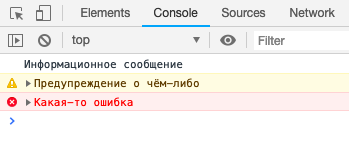 Elements Console Sources Network
top Filter
Информационное сообщение
Предупреждение о чём-либо
Какая-то ошибка